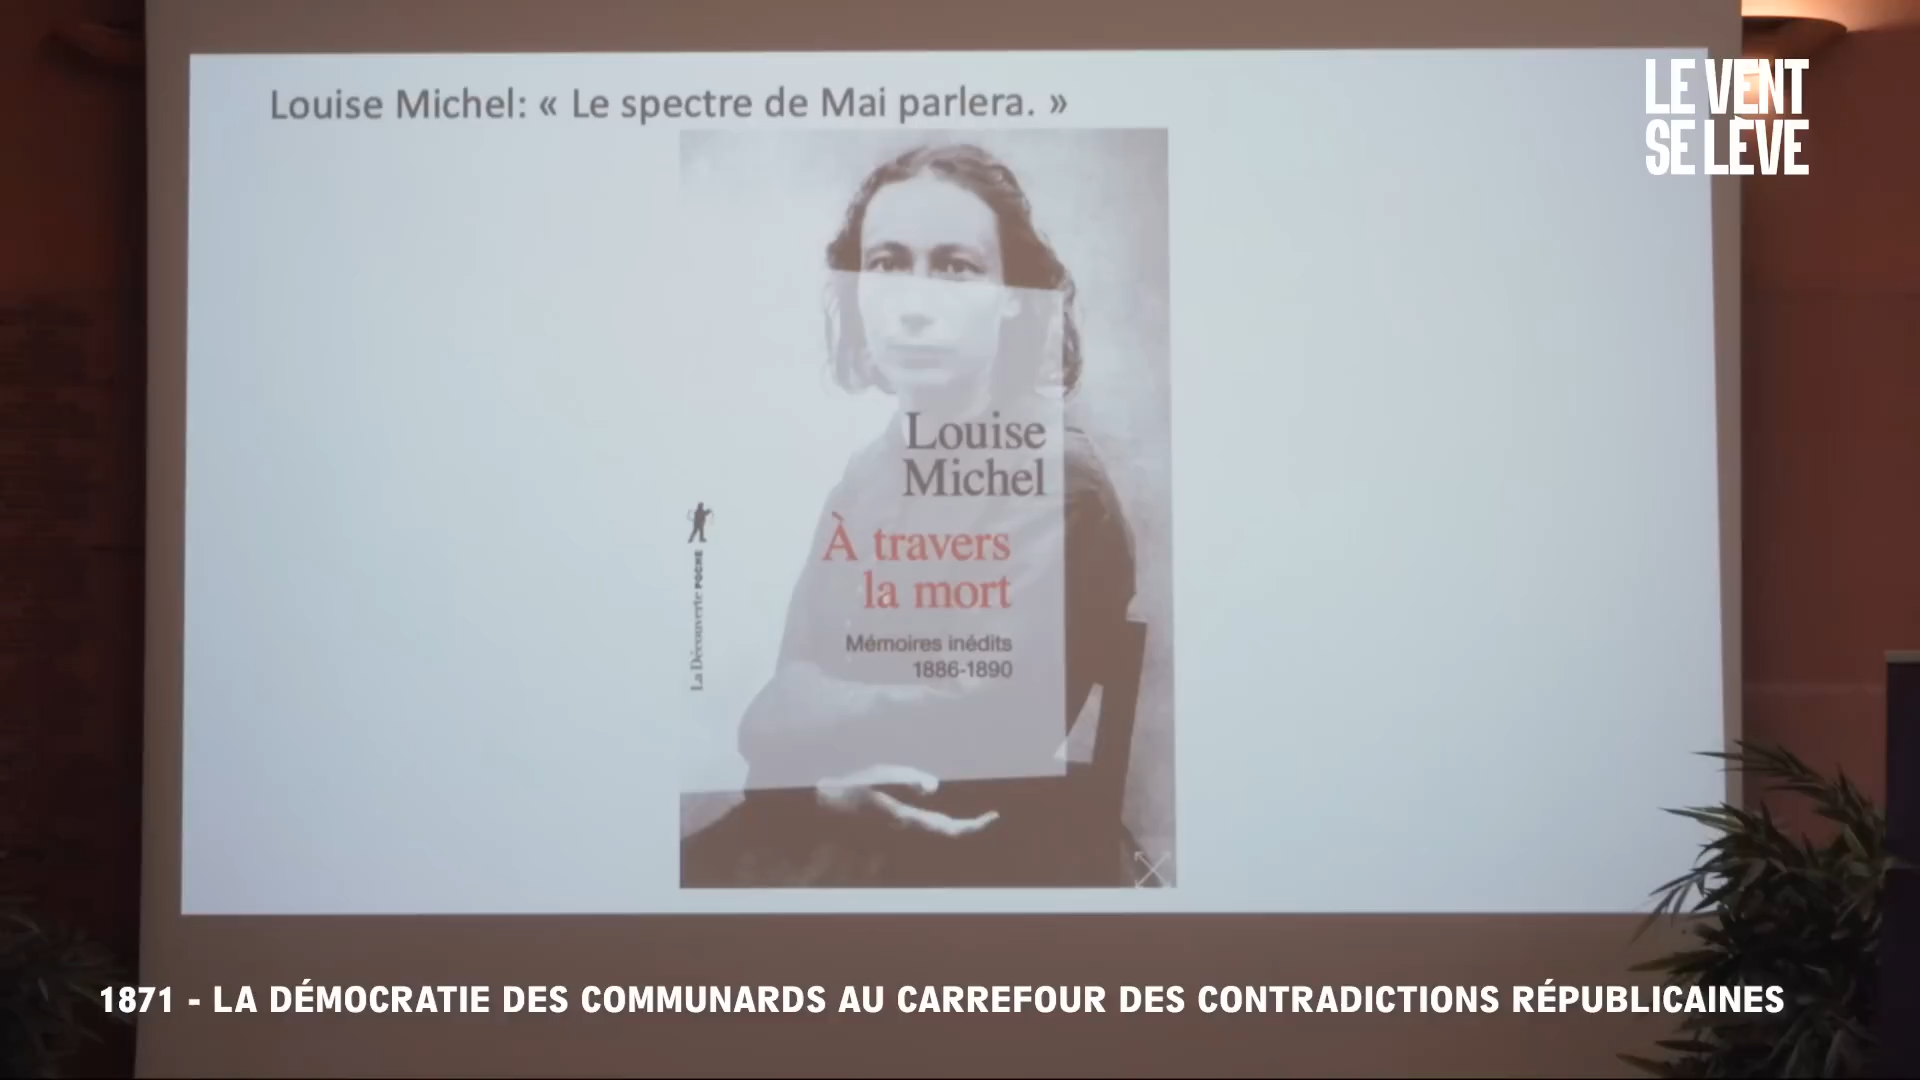 Louise Michel: « Le spectre de Mai parlera. »
LE VENT
SE LÈVE
Louise
Michel
À travers
la mort
Mémoires inédits
1886-1890
La Découverte POCHE
1871 - LA DÉMOCRATIE DES COMMUNARDS AU CARREFOUR DES CONTRADICTIONS RÉPUBLICAINES